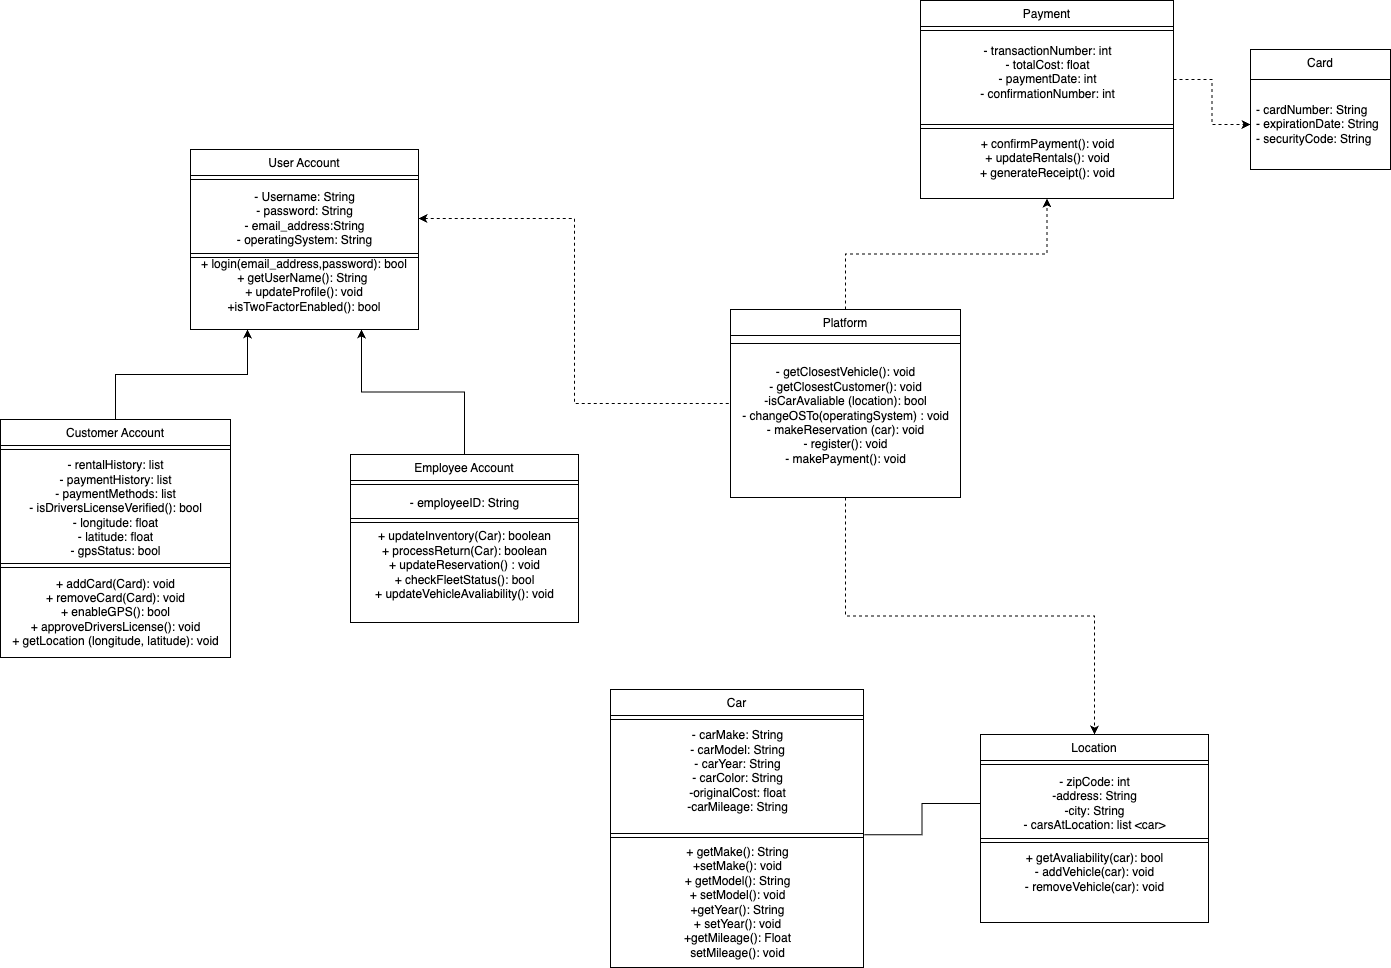 Payment
- transactionNumber: int
- totalCost: float
- paymentDate: int
- confirmationNumber: int
+ confirmPayment(): void
+ updateRentals(): void
+ generateReceipt(): void
Card
- cardNumber: String
- expirationDate: String
- securityCode: String
User Account
- Username: String
- password: String
- email_address:String
- operatingSystem: String
+ login(email_address,password): bool
+ getUserName(): String
+ updateProfile(): void
+isTwoFactorEnabled(): bool
Platform
- getClosestVehicle(): void
- getClosestCustomer(): void
-isCarAvaliable (location): bool
- changeOSTo(operatingSystem) : void
- makeReservation (car): void
- register(): void
- makePayment(): void
Customer Account
- rentalHistory: list
- paymentHistory: list
- paymentMethods: list
- isDriversLicenseVerified(): bool
- longitude: float
- latitude: float
- gpsStatus: bool
+ addCard(Card): void
+ removeCard(Card): void
+ enableGPS(): bool
+ approveDriversLicense(): void
+ getLocation (longitude, latitude): void
Employee Account
- employeeID: String
+ updateInventory(Car): boolean
+ processReturn(Car): boolean
+ updateReservation() : void
+ checkFleetStatus(): bool
+ updateVehicleAvaliability(): void
Car
- carMake: String
- carModel: String
- carYear: String
- carColor: String
-originalCost: float
-carMileage: String
+ getMake(): String
+setMake(): void
+ getModel(): String
+ setModel(): void
+getYear(): String
+ setYear(): void
+getMileage(): Float
setMileage(): void
Location
- zipCode: int
-address: String
-city: String
- carsAtLocation: list <car>
+ getAvaliability(car): bool
- addVehicle(car): void
- removeVehicle(car): void